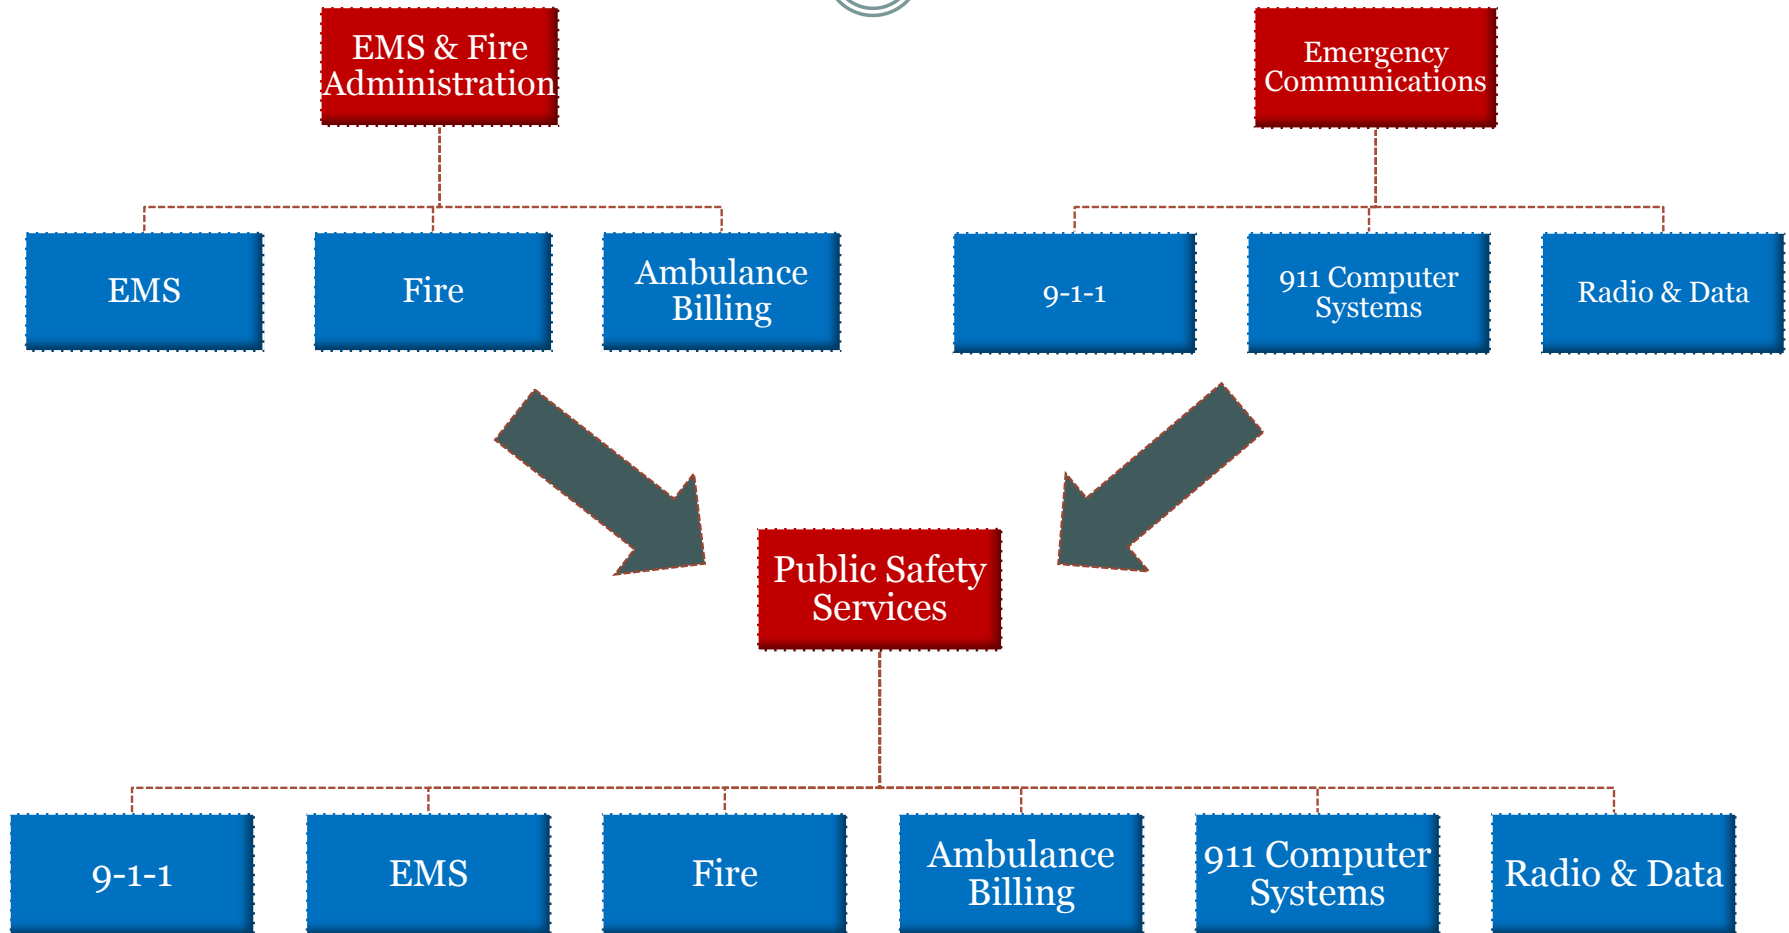 EMS & Fire
Administration
Emergency
Communications
EMS
Fire
Ambulance
Billing
9-1-1
911 Computer
Systems
Radio & Data
Public Safety
Services
9-1-1
EMS
Fire
Ambulance
Billing
911 Computer
Systems
Radio & Data